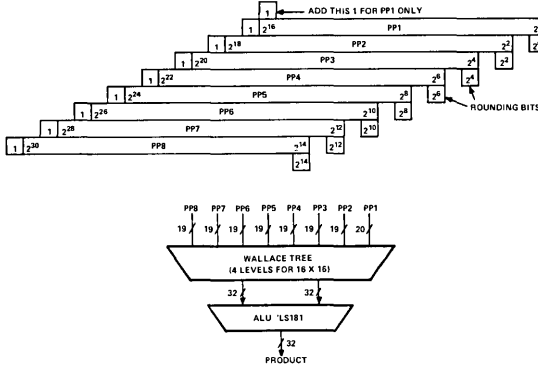 1 ADD THIS 1 FOR PP1 ONLY
1 2^16 PP1
1 2^18 PP2 2^2
1 2^20 PP3 2^4 2^2
1 2^22 PP4 2^6 2^4
1 2^24 PP5 2^8 2^6 ROUNDING BITS
1 2^26 PP6 2^10 2^8
1 2^28 PP7 2^12 2^10
1 2^30 PP8 2^14 2^12
2^14
PP8 PP7 PP6 PP5 PP4 PP3 PP2 PP1
19 19 19 19 19 19 19 20
WALLACE TREE
(4 LEVELS FOR 16 X 16)
32 32
ALU 'LS181
32
PRODUCT